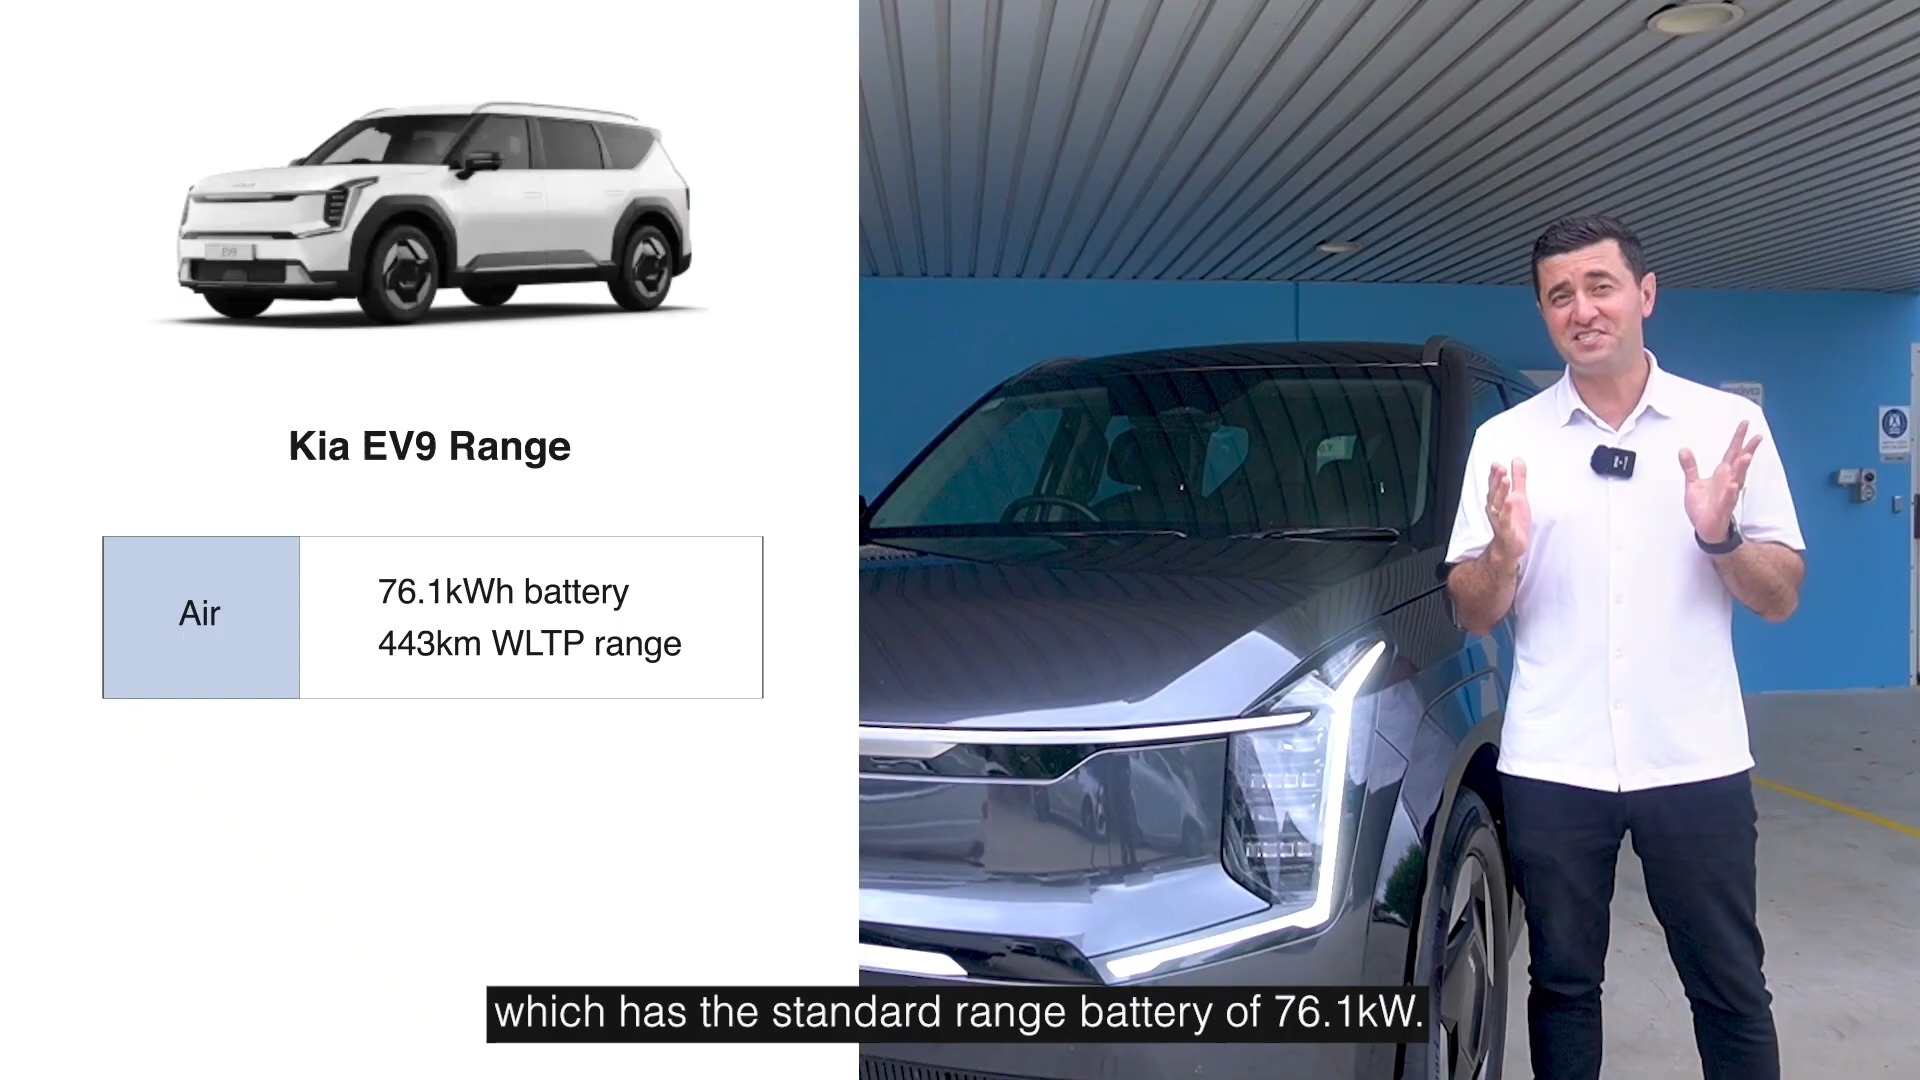 EV9
Kia EV9 Range
Air
76.1kWh battery
443km WLTP range
which has the standard range battery of 76.1kW.